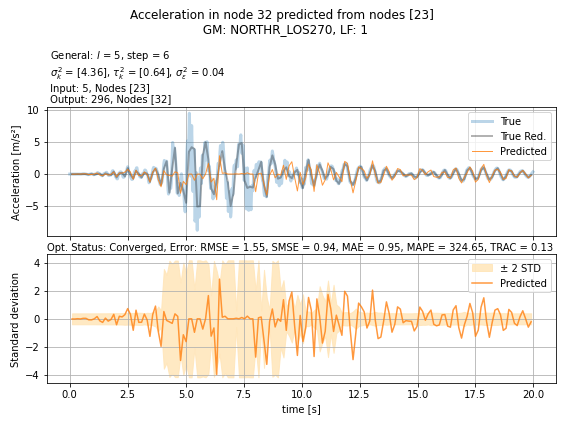 Acceleration in node 32 predicted from nodes [23]
GM: NORTHR_LOS270, LF: 1
General: l = 5, step = 6
σ²ₖ = [4.36], τ²ₖ = [0.64], σ²ε = 0.04
Input: 5, Nodes [23]
Output: 296, Nodes [32]
Acceleration [m/s²]
10
5
0
−5
True
True Red.
Predicted
Opt. Status: Converged, Error: RMSE = 1.55, SMSE = 0.94, MAE = 0.95, MAPE = 324.65, TRAC = 0.13
Standard deviation
4
2
0
−2
−4
± 2 STD
Predicted
0.0 2.5 5.0 7.5 10.0 12.5 15.0 17.5 20.0
time [s]